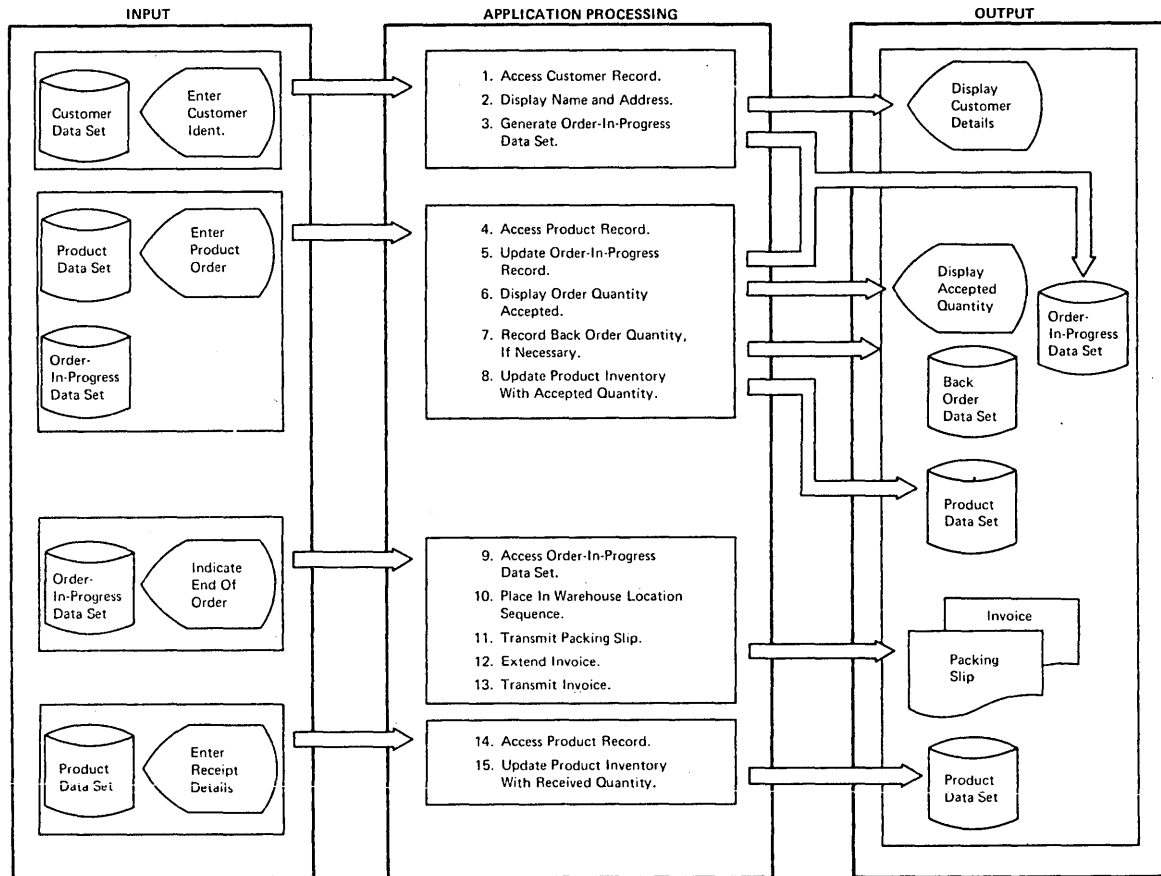 INPUT
APPLICATION PROCESSING
OUTPUT
Customer
Data Set
Enter
Customer
Ident.
1. Access Customer Record.
2. Display Name and Address.
3. Generate Order-In-Progress
Data Set.
Display
Customer
Details
Product
Data Set
Enter
Product
Order
Order-
In-Progress
Data Set
4. Access Product Record.
5. Update Order-In-Progress
Record.
6. Display Order Quantity
Accepted.
7. Record Back Order Quantity,
If Necessary.
8. Update Product Inventory
With Accepted Quantity.
Display
Accepted
Quantity
Order-
In-Progress
Data Set
Back
Order
Data Set
Product
Data Set
Order-
In-Progress
Data Set
Indicate
End Of
Order
9. Access Order-In-Progress
Data Set.
10. Place In Warehouse Location
Sequence.
11. Transmit Packing Slip.
12. Extend Invoice.
13. Transmit Invoice.
Invoice
Packing
Slip
Product
Data Set
Enter
Receipt
Details
14. Access Product Record.
15. Update Product Inventory
With Received Quantity.
Product
Data Set